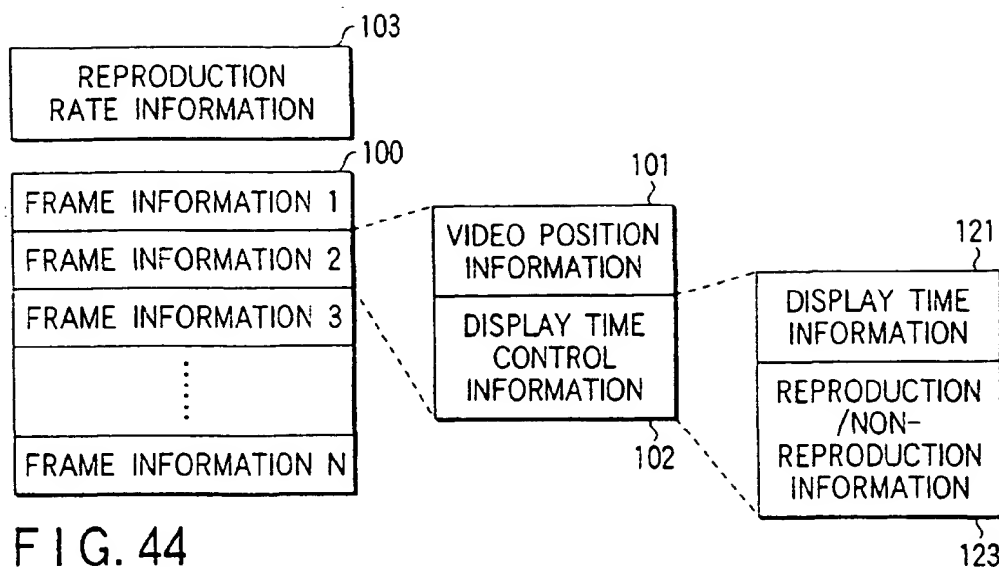 103
REPRODUCTION
RATE INFORMATION
100
FRAME INFORMATION 1
FRAME INFORMATION 2
FRAME INFORMATION 3
FRAME INFORMATION N
101
VIDEO POSITION
INFORMATION
DISPLAY TIME
CONTROL
INFORMATION
102
121
DISPLAY TIME
INFORMATION
REPRODUCTION
/NON-
REPRODUCTION
INFORMATION
123
FIG. 44